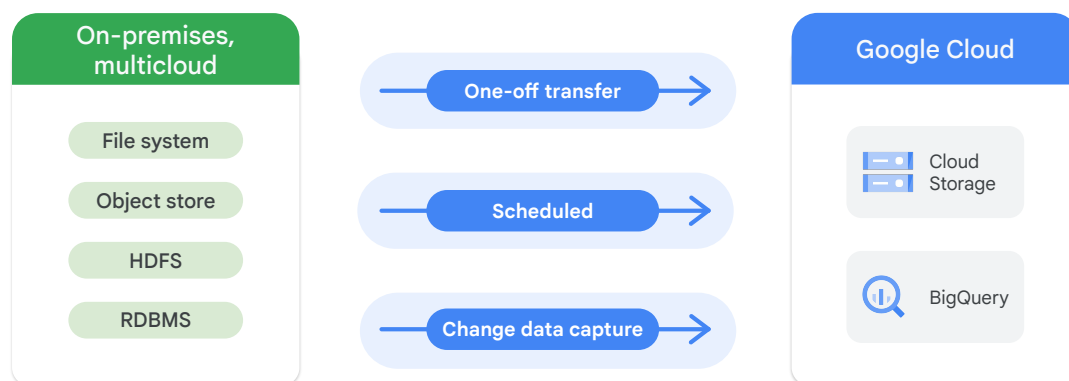 On-premises,
multicloud
File system
Object store
HDFS
RDBMS
One-off transfer
Scheduled
Change data capture
Google Cloud
Cloud
Storage
BigQuery